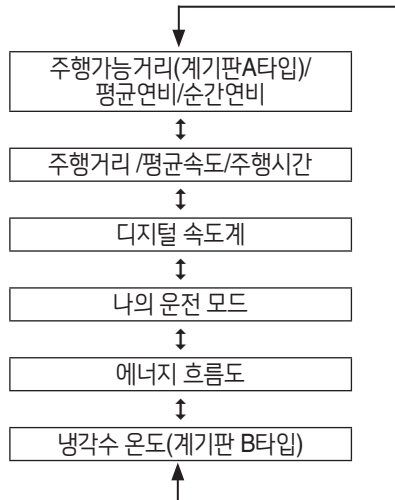 주행가능거리(계기판A타입)/
평균연비/순간연비
주행거리 /평균속도/주행시간
디지털 속도계
나의 운전 모드
에너지 흐름도
냉각수 온도(계기판 B타입)